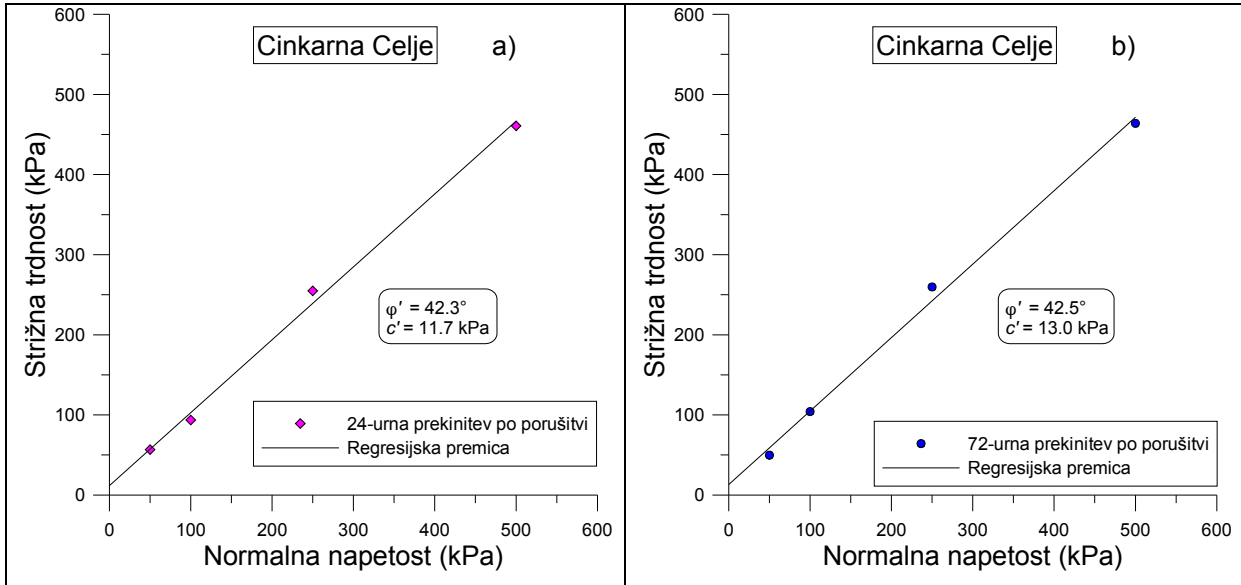 Cinkarna Celje
a)
600
500
400
300
200
100
0
Strižna trdnost (kPa)
φ' = 42.3°
c' = 11.7 kPa
24-urna prekinitev po porušitvi
Regresijska premica
0 100 200 300 400 500 600
Normalna napetost (kPa)
Cinkarna Celje
b)
600
500
400
300
200
100
0
Strižna trdnost (kPa)
φ' = 42.5°
c' = 13.0 kPa
72-urna prekinitev po porušitvi
Regresijska premica
0 100 200 300 400 500 600
Normalna napetost (kPa)